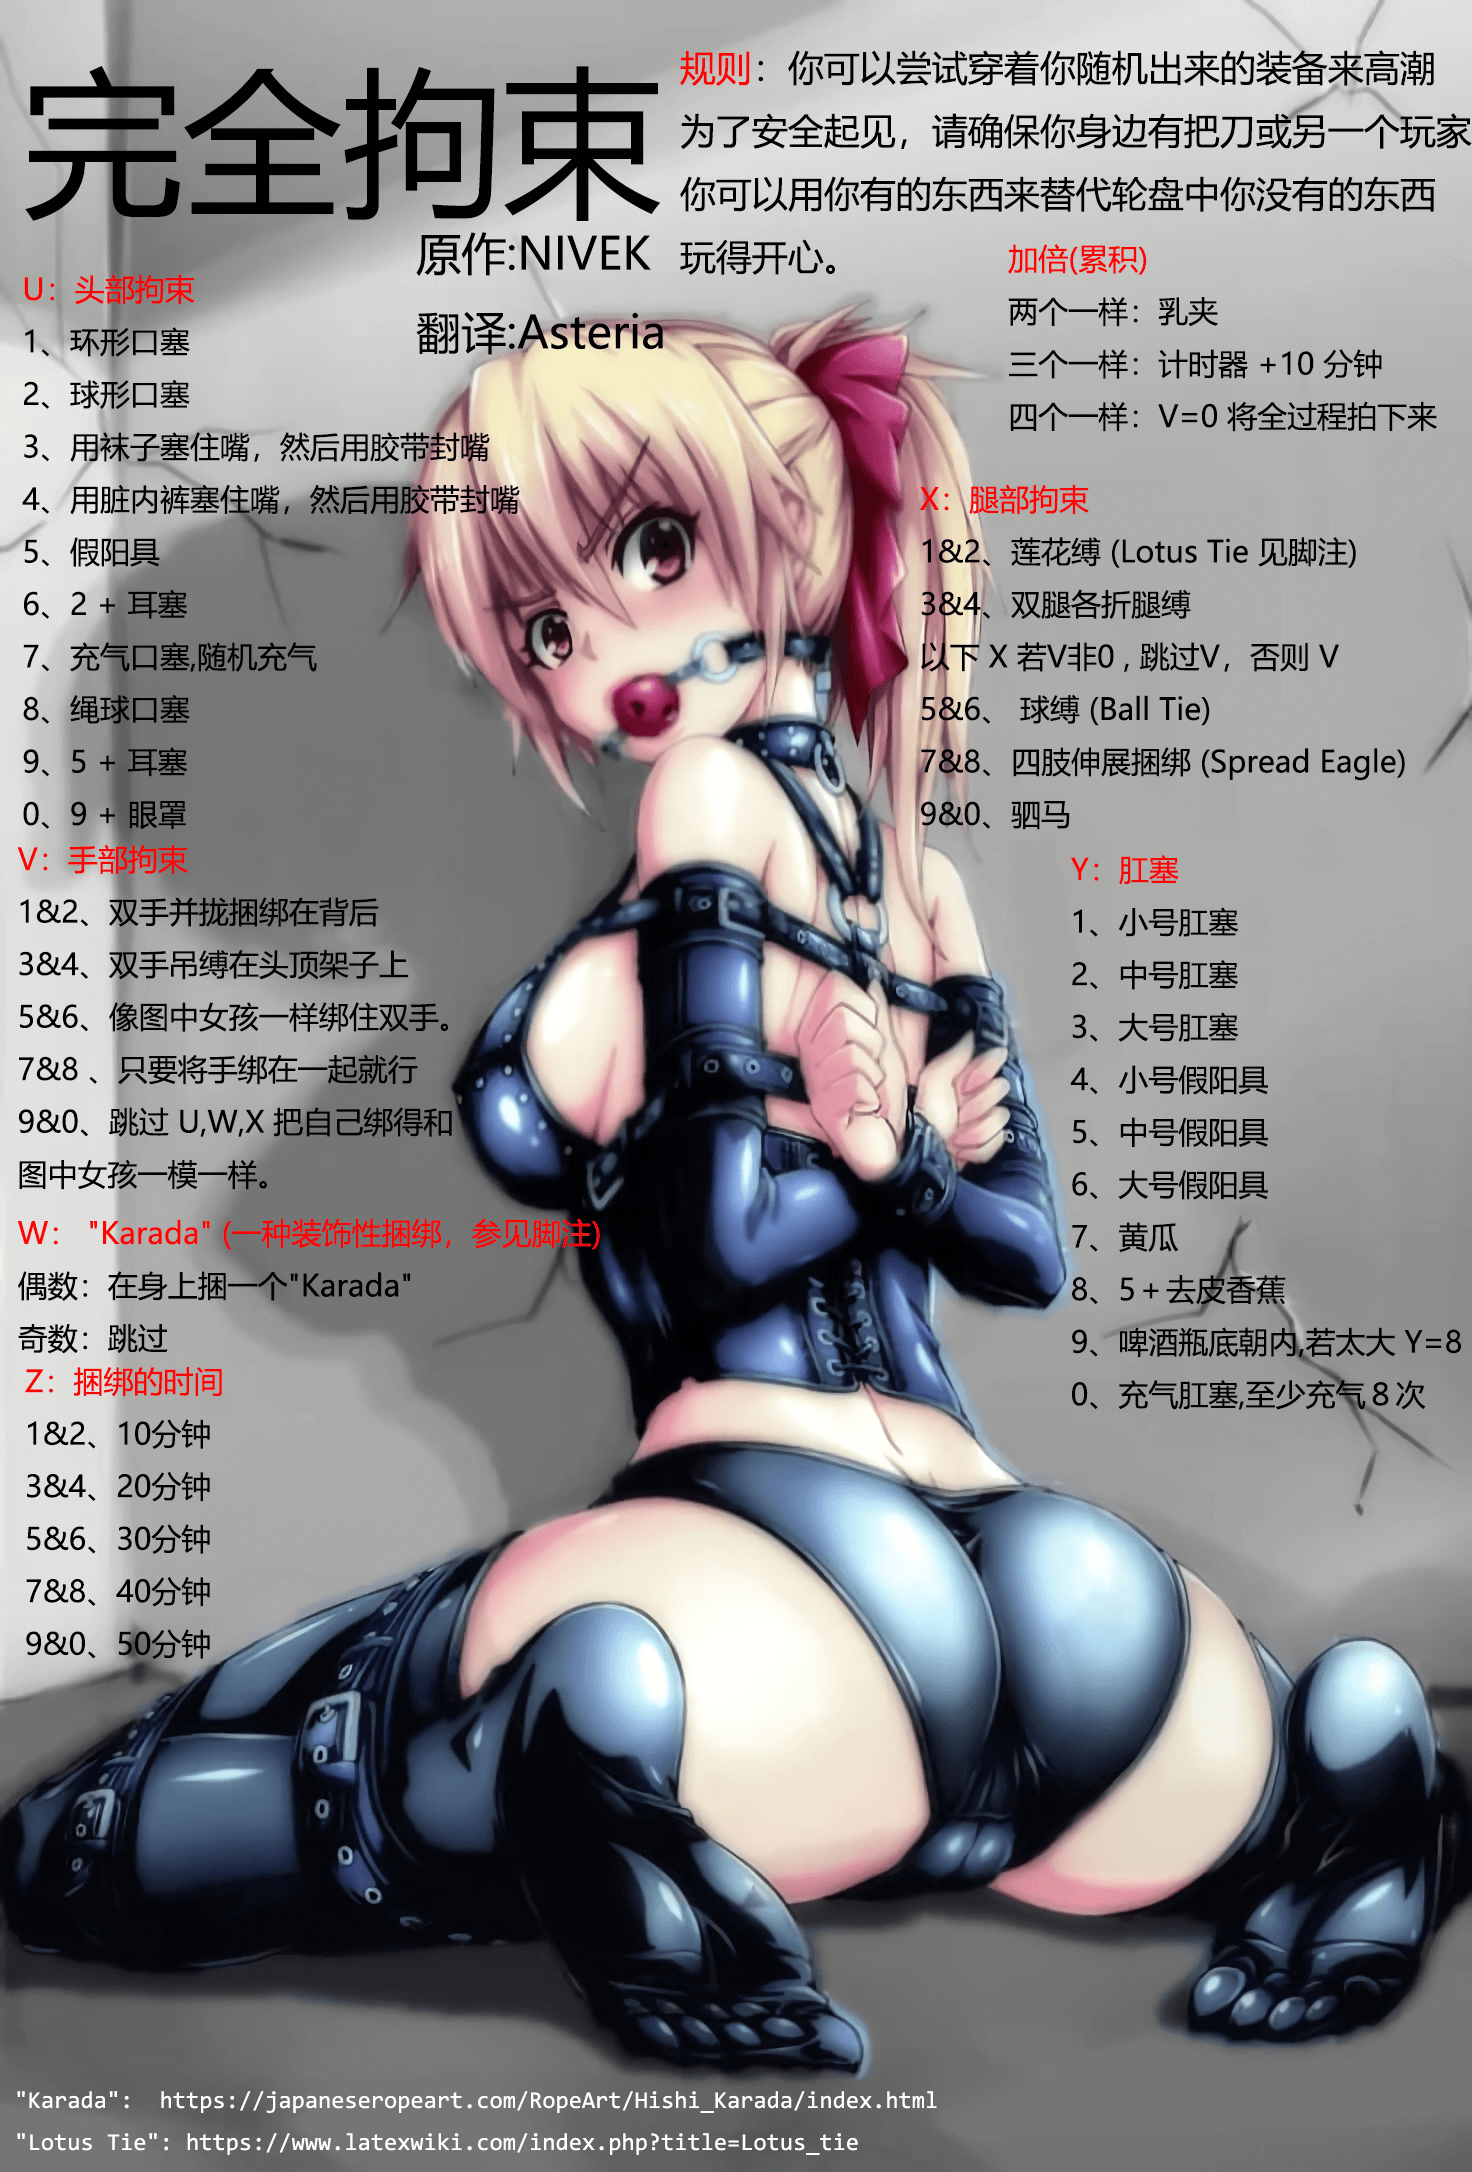 完全拘束
原作:NIVEK
翻译:Asteria
规则：你可以尝试穿着你随机出来的装备来高潮
为了安全起见，请确保你身边有把刀或另一个玩家
你可以用你有的东西来替代轮盘中你没有的东西
玩得开心。
加倍(累积)
两个一样：乳夹
三个一样：计时器 +10 分钟
四个一样：V=0 将全过程拍下来
U：头部拘束
1、环形口塞
2、球形口塞
3、用袜子塞住嘴，然后用胶带封嘴
4、用脏内裤塞住嘴，然后用胶带封嘴
5、假阳具
6、2 + 耳塞
7、充气口塞,随机充气
8、绳球口塞
9、5 + 耳塞
0、9 + 眼罩
V：手部拘束
1&2、双手并拢捆绑在背后
3&4、双手吊缚在头顶架子上
5&6、像图中女孩一样绑住双手。
7&8 、只要将手绑在一起就行
9&0、跳过 U,W,X 把自己绑得和
图中女孩一模一样。
W： "Karada" (一种装饰性捆绑，参见脚注)
偶数：在身上捆一个"Karada"
奇数：跳过
Z：捆绑的时间
1&2、10分钟
3&4、20分钟
5&6、30分钟
7&8、40分钟
9&0、50分钟
X：腿部拘束
1&2、莲花缚 (Lotus Tie 见脚注)
3&4、双腿各折腿缚
以下 X 若V非0 , 跳过V，否则 V
5&6、 球缚 (Ball Tie)
7&8、四肢伸展捆绑 (Spread Eagle)
9&0、驷马
Y：肛塞
1、小号肛塞
2、中号肛塞
3、大号肛塞
4、小号假阳具
5、中号假阳具
6、大号假阳具
7、黄瓜
8、5＋去皮香蕉
9、啤酒瓶底朝内,若太大 Y=8
0、充气肛塞,至少充气 8 次
"Karada":  https://japaneseropeart.com/RopeArt/Hishi_Karada/index.html
"Lotus Tie": https://www.latexwiki.com/index.php?title=Lotus_tie